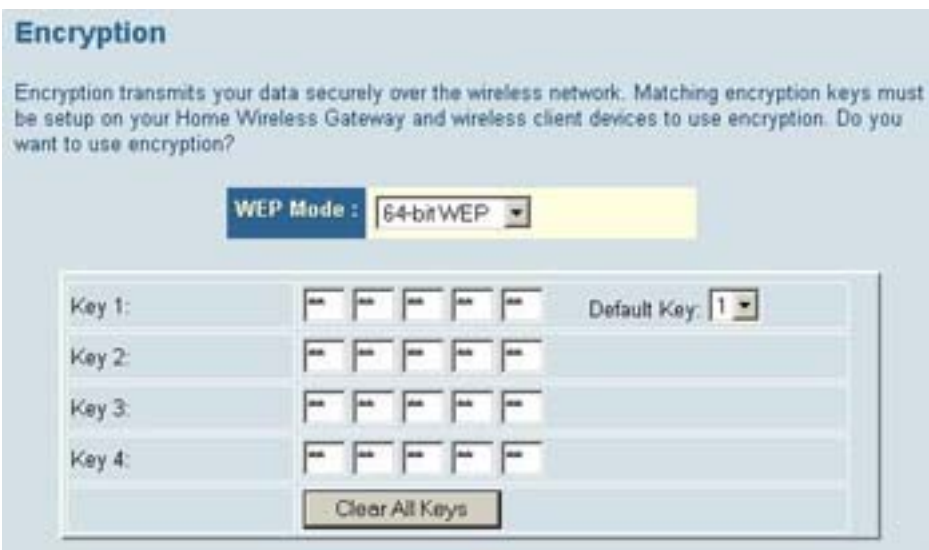 Encryption
Encryption transmits your data securely over the wireless network. Matching encryption keys must
be setup on your Home Wireless Gateway and wireless client devices to use encryption. Do you
want to use encryption?
WEP Mode : 64-bit WEP
Key 1: ** ** ** ** ** Default Key: 1
Key 2: ** ** ** ** **
Key 3: ** ** ** ** **
Key 4: ** ** ** ** **
Clear All Keys